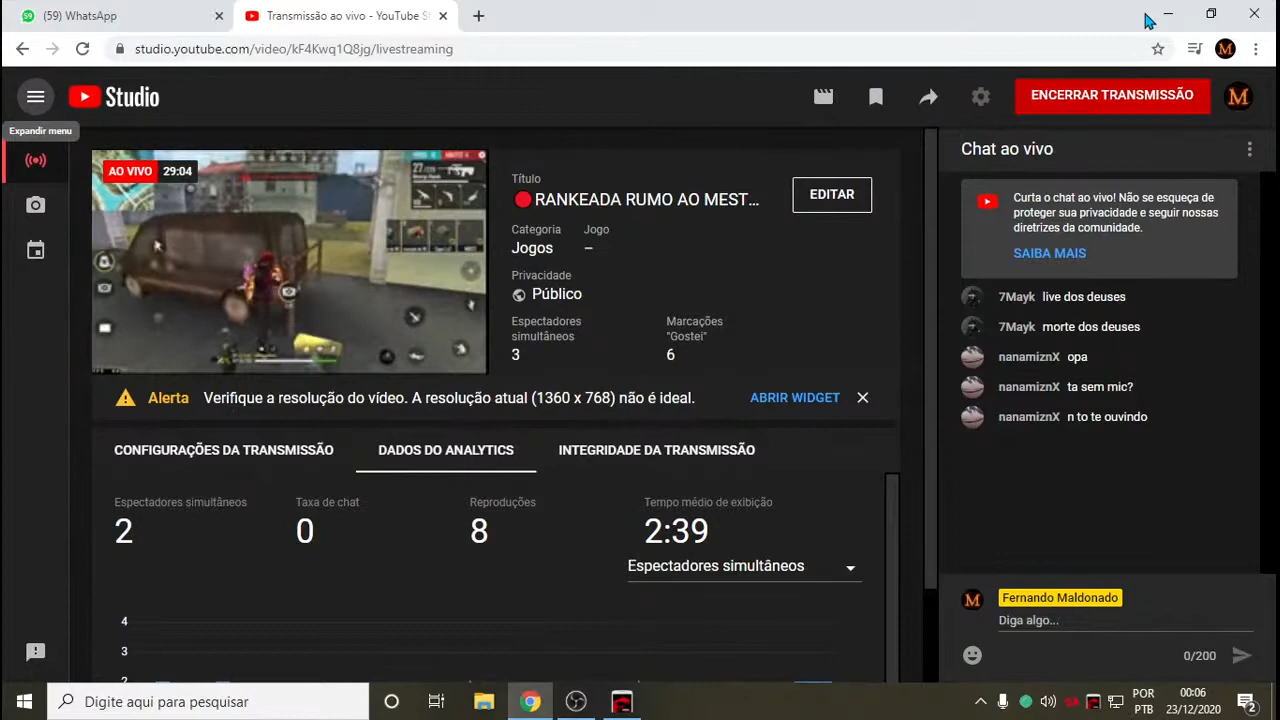 (59) WhatsApp
Transmissão ao vivo - YouTube S
studio.youtube.com/video/kF4Kwq1Q8jg/livestreaming
M
Studio
ENCERRAR TRANSMISSÃO
M
Expandir menu
AO VIVO 29:04
Título
RANKEADA RUMO AO MEST...
EDITAR
Categoria Jogo
Jogos –
Privacidade
Público
Espectadores simultâneos
3
Marcações "Gostei"
6
Alerta Verifique a resolução do vídeo. A resolução atual (1360 x 768) não é ideal.
ABRIR WIDGET
CONFIGURAÇÕES DA TRANSMISSÃO
DADOS DO ANALYTICS
INTEGRIDADE DA TRANSMISSÃO
Espectadores simultâneos
2
Taxa de chat
0
Reproduções
8
Tempo médio de exibição
2:39
Espectadores simultâneos
4
3
2
Chat ao vivo
Curta o chat ao vivo! Não se esqueça de
proteger sua privacidade e seguir nossas
diretrizes da comunidade.
SAIBA MAIS
7Mayk live dos deuses
7Mayk morte dos deuses
nanamiznX opa
nanamiznX ta sem mic?
nanamiznX n to te ouvindo
M
Fernando Maldonado
Diga algo...
0/200
Digite aqui para pesquisar
POR
PTB
00:06
23/12/2020
2